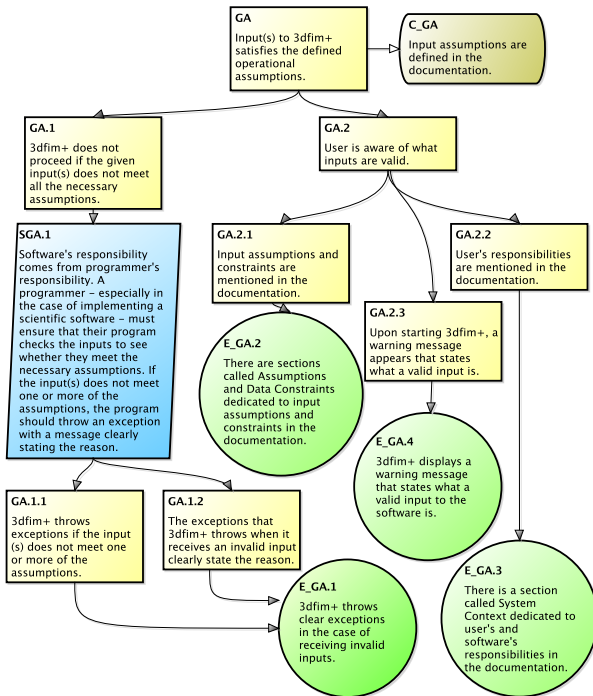 GA
Input(s) to 3dfim+
satisfies the defined
operational
assumptions.
C_GA
Input assumptions are
defined in the
documentation.
GA.1
3dfim+ does not
proceed if the given
input(s) does not meet
all the necessary
assumptions.
GA.2
User is aware of what
inputs are valid.
SGA.1
Software's responsibility
comes from programmer's
responsibility. A
programmer - especially in
the case of implementing a
scientific software - must
ensure that their program
checks the inputs to see
whether they meet the
necessary assumptions. If
the input(s) does not meet
one or more of the
assumptions, the program
should throw an exception
with a message clearly
stating the reason.
GA.2.1
Input assumptions and
constraints are
mentioned in the
documentation.
GA.2.2
User's responsibilities
are mentioned in the
documentation.
GA.2.3
Upon starting 3dfim+, a
warning message
appears that states
what a valid input is.
E_GA.2
There are sections
called Assumptions
and Data Constraints
dedicated to input
assumptions and
constraints in the
documentation.
E_GA.4
3dfim+ displays a
warning message
that states what a
valid input to the
software is.
GA.1.1
3dfim+ throws
exceptions if the input
(s) does not meet one
or more of the
assumptions.
GA.1.2
The exceptions that
3dfim+ throws when it
receives an invalid input
clearly state the reason.
E_GA.1
3dfim+ throws
clear exceptions
in the case of
receiving invalid
inputs.
E_GA.3
There is a section
called System
Context dedicated to
user's and
software's
responsibilities in
the documentation.